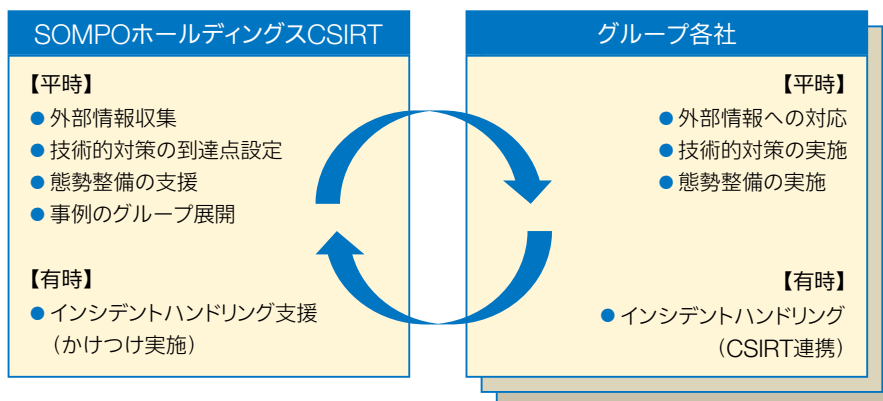 SOMPOホールディングスCSIRT
【平時】
●外部情報収集
●技術的対策の到達点設定
●態勢整備の支援
●事例のグループ展開
【有時】
●インシデントハンドリング支援
（かけつけ実施）
グループ各社
【平時】
●外部情報への対応
●技術的対策の実施
●態勢整備の実施
【有時】
●インシデントハンドリング
（CSIRT連携）